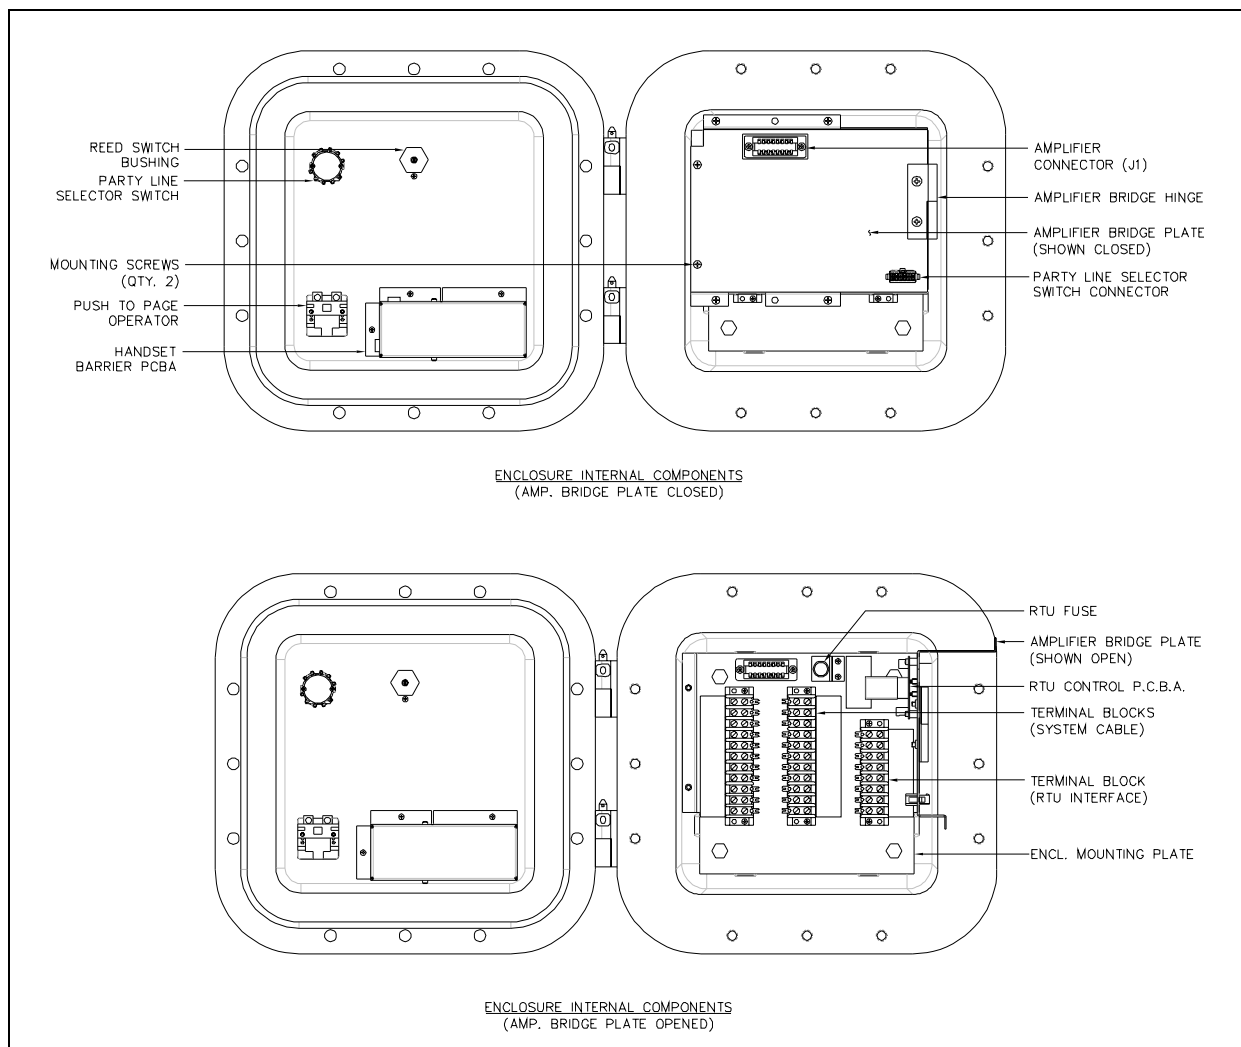 REED SWITCH
BUSHING
PARTY LINE
SELECTOR SWITCH
MOUNTING SCREWS
(QTY. 2)
PUSH TO PAGE
OPERATOR
HANDSET
BARRIER PCBA
AMPLIFIER
CONNECTOR (J1)
AMPLIFIER BRIDGE HINGE
AMPLIFIER BRIDGE PLATE
(SHOWN CLOSED)
PARTY LINE SELECTOR
SWITCH CONNECTOR
ENCLOSURE INTERNAL COMPONENTS
(AMP. BRIDGE PLATE CLOSED)
RTU FUSE
AMPLIFIER BRIDGE PLATE
(SHOWN OPEN)
RTU CONTROL P.C.B.A.
TERMINAL BLOCKS
(SYSTEM CABLE)
TERMINAL BLOCK
(RTU INTERFACE)
ENCL. MOUNTING PLATE
ENCLOSURE INTERNAL COMPONENTS
(AMP. BRIDGE PLATE OPENED)